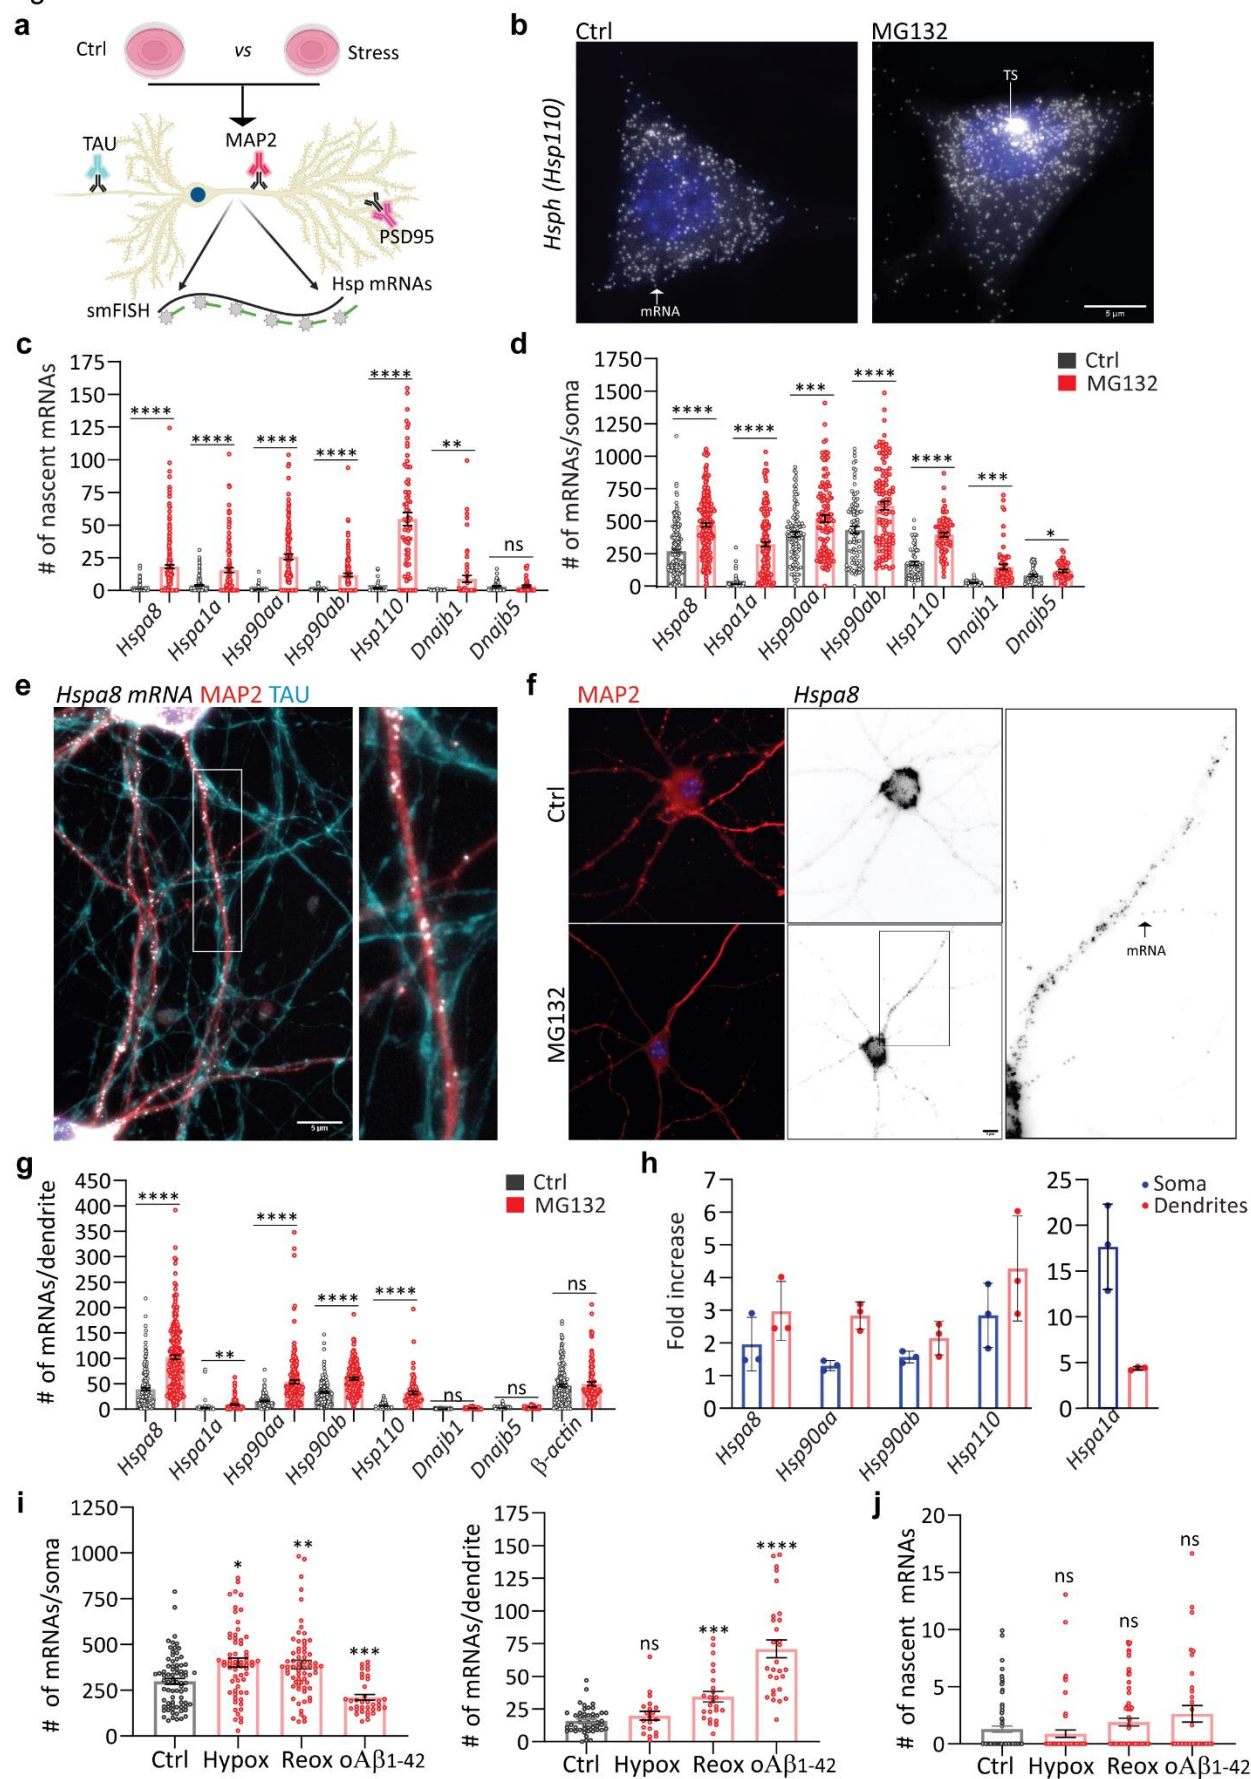 a
Ctrl
vs
Stress
TAU
MAP2
PSD95
smFISH
Hsp mRNAs
b
Ctrl
MG132
Hsph (Hsp110)
mRNA
TS
5 µm
c
# of nascent mRNAs
175
150
125
100
75
50
25
0
****
****
****
****
****
**
ns
Hspa8
Hspa1a
Hsp90aa
Hsp90ab
Hsp110
Dnajb1
Dnajb5
d
# of mRNAs/soma
1750
1500
1250
1000
750
500
250
0
****
****
***
****
****
***
*
Ctrl
MG132
Hspa8
Hspa1a
Hsp90aa
Hsp90ab
Hsp110
Dnajb1
Dnajb5
e
Hspa8 mRNA MAP2 TAU
5 µm
f
MAP2
Hspa8
Ctrl
MG132
mRNA
g
# of mRNAs/dendrite
450
400
350
300
250
200
150
100
50
0
****
**
****
****
****
ns
ns
ns
Ctrl
MG132
Hspa8
Hspa1a
Hsp90aa
Hsp90ab
Hsp110
Dnajb1
Dnajb5
β-actin
h
Fold increase
7
6
5
4
3
2
1
0
Hspa8
Hsp90aa
Hsp90ab
Hsp110
25
20
15
10
5
0
Hspa1a
Soma
Dendrites
i
# of mRNAs/soma
1250
1000
750
500
250
0
*
**
***
Ctrl Hypox Reox oAβ1-42
# of mRNAs/dendrite
175
150
125
100
75
50
25
0
ns
***
****
Ctrl Hypox Reox oAβ1-42
j
# of nascent mRNAs
20
15
10
5
0
ns
ns
ns
Ctrl Hypox Reox oAβ1-42